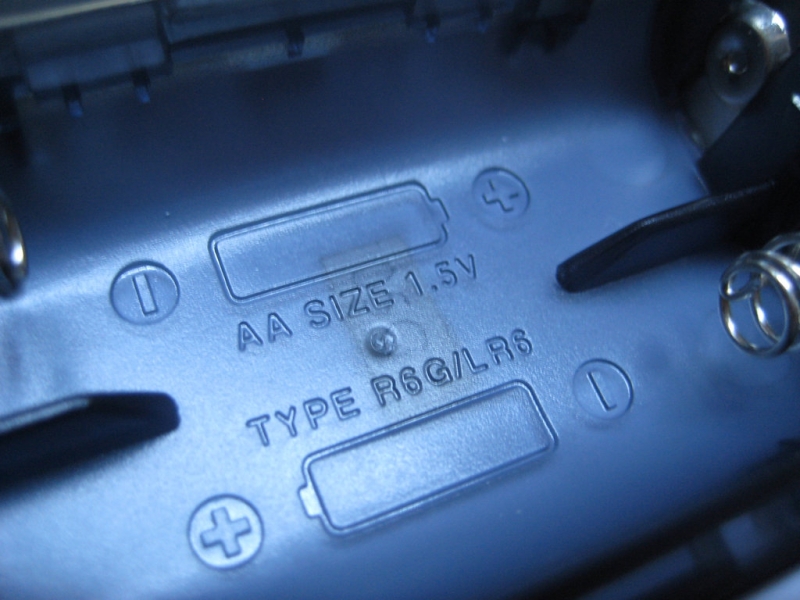 AA SIZE 1.5V
TYPE R6G/LR6